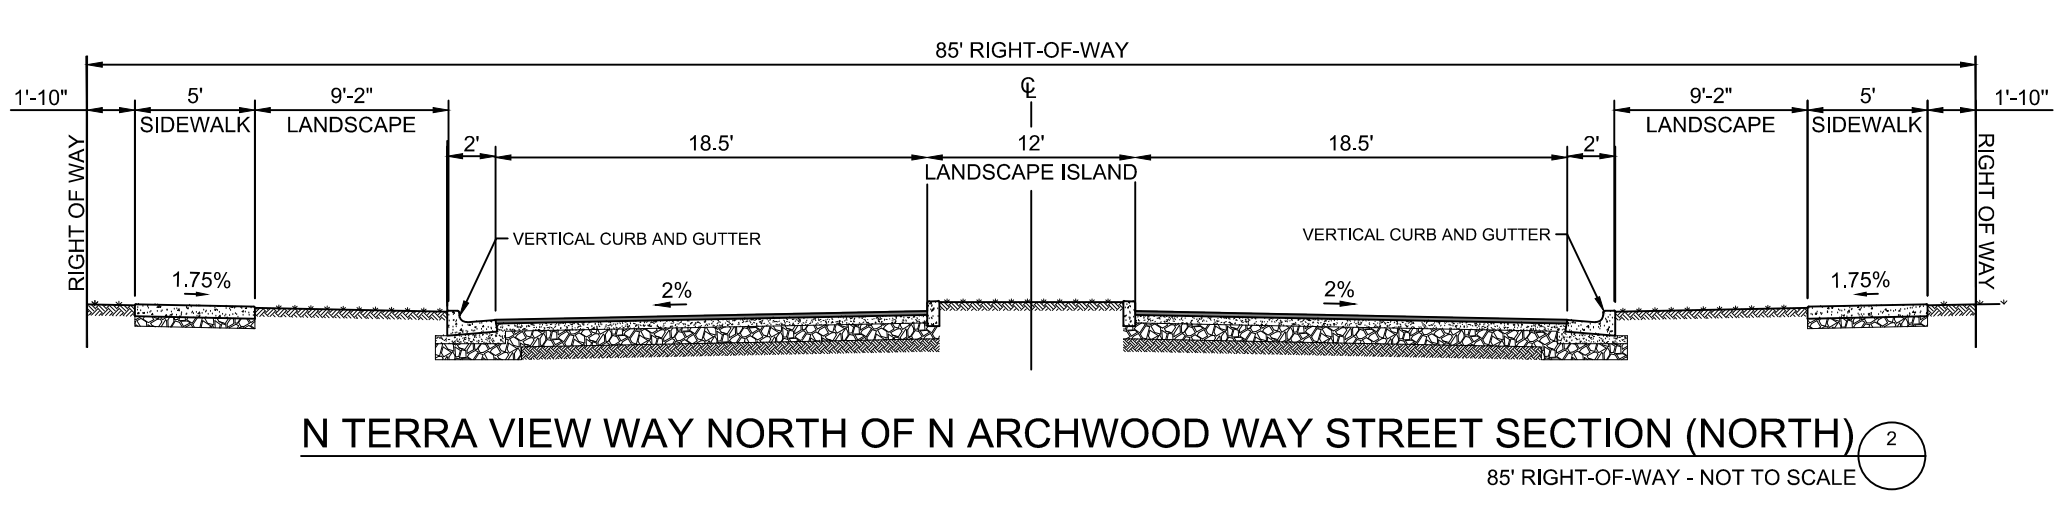 85' RIGHT-OF-WAY
℄
1'-10" 5' 9'-2" 9'-2" 5' 1'-10"
SIDEWALK LANDSCAPE LANDSCAPE SIDEWALK
2' 18.5' 12' 18.5' 2'
LANDSCAPE ISLAND
RIGHT OF WAY
RIGHT OF WAY
VERTICAL CURB AND GUTTER VERTICAL CURB AND GUTTER
1.75% 2% 2% 1.75%
N TERRA VIEW WAY NORTH OF N ARCHWOOD WAY STREET SECTION (NORTH) 2
85' RIGHT-OF-WAY - NOT TO SCALE